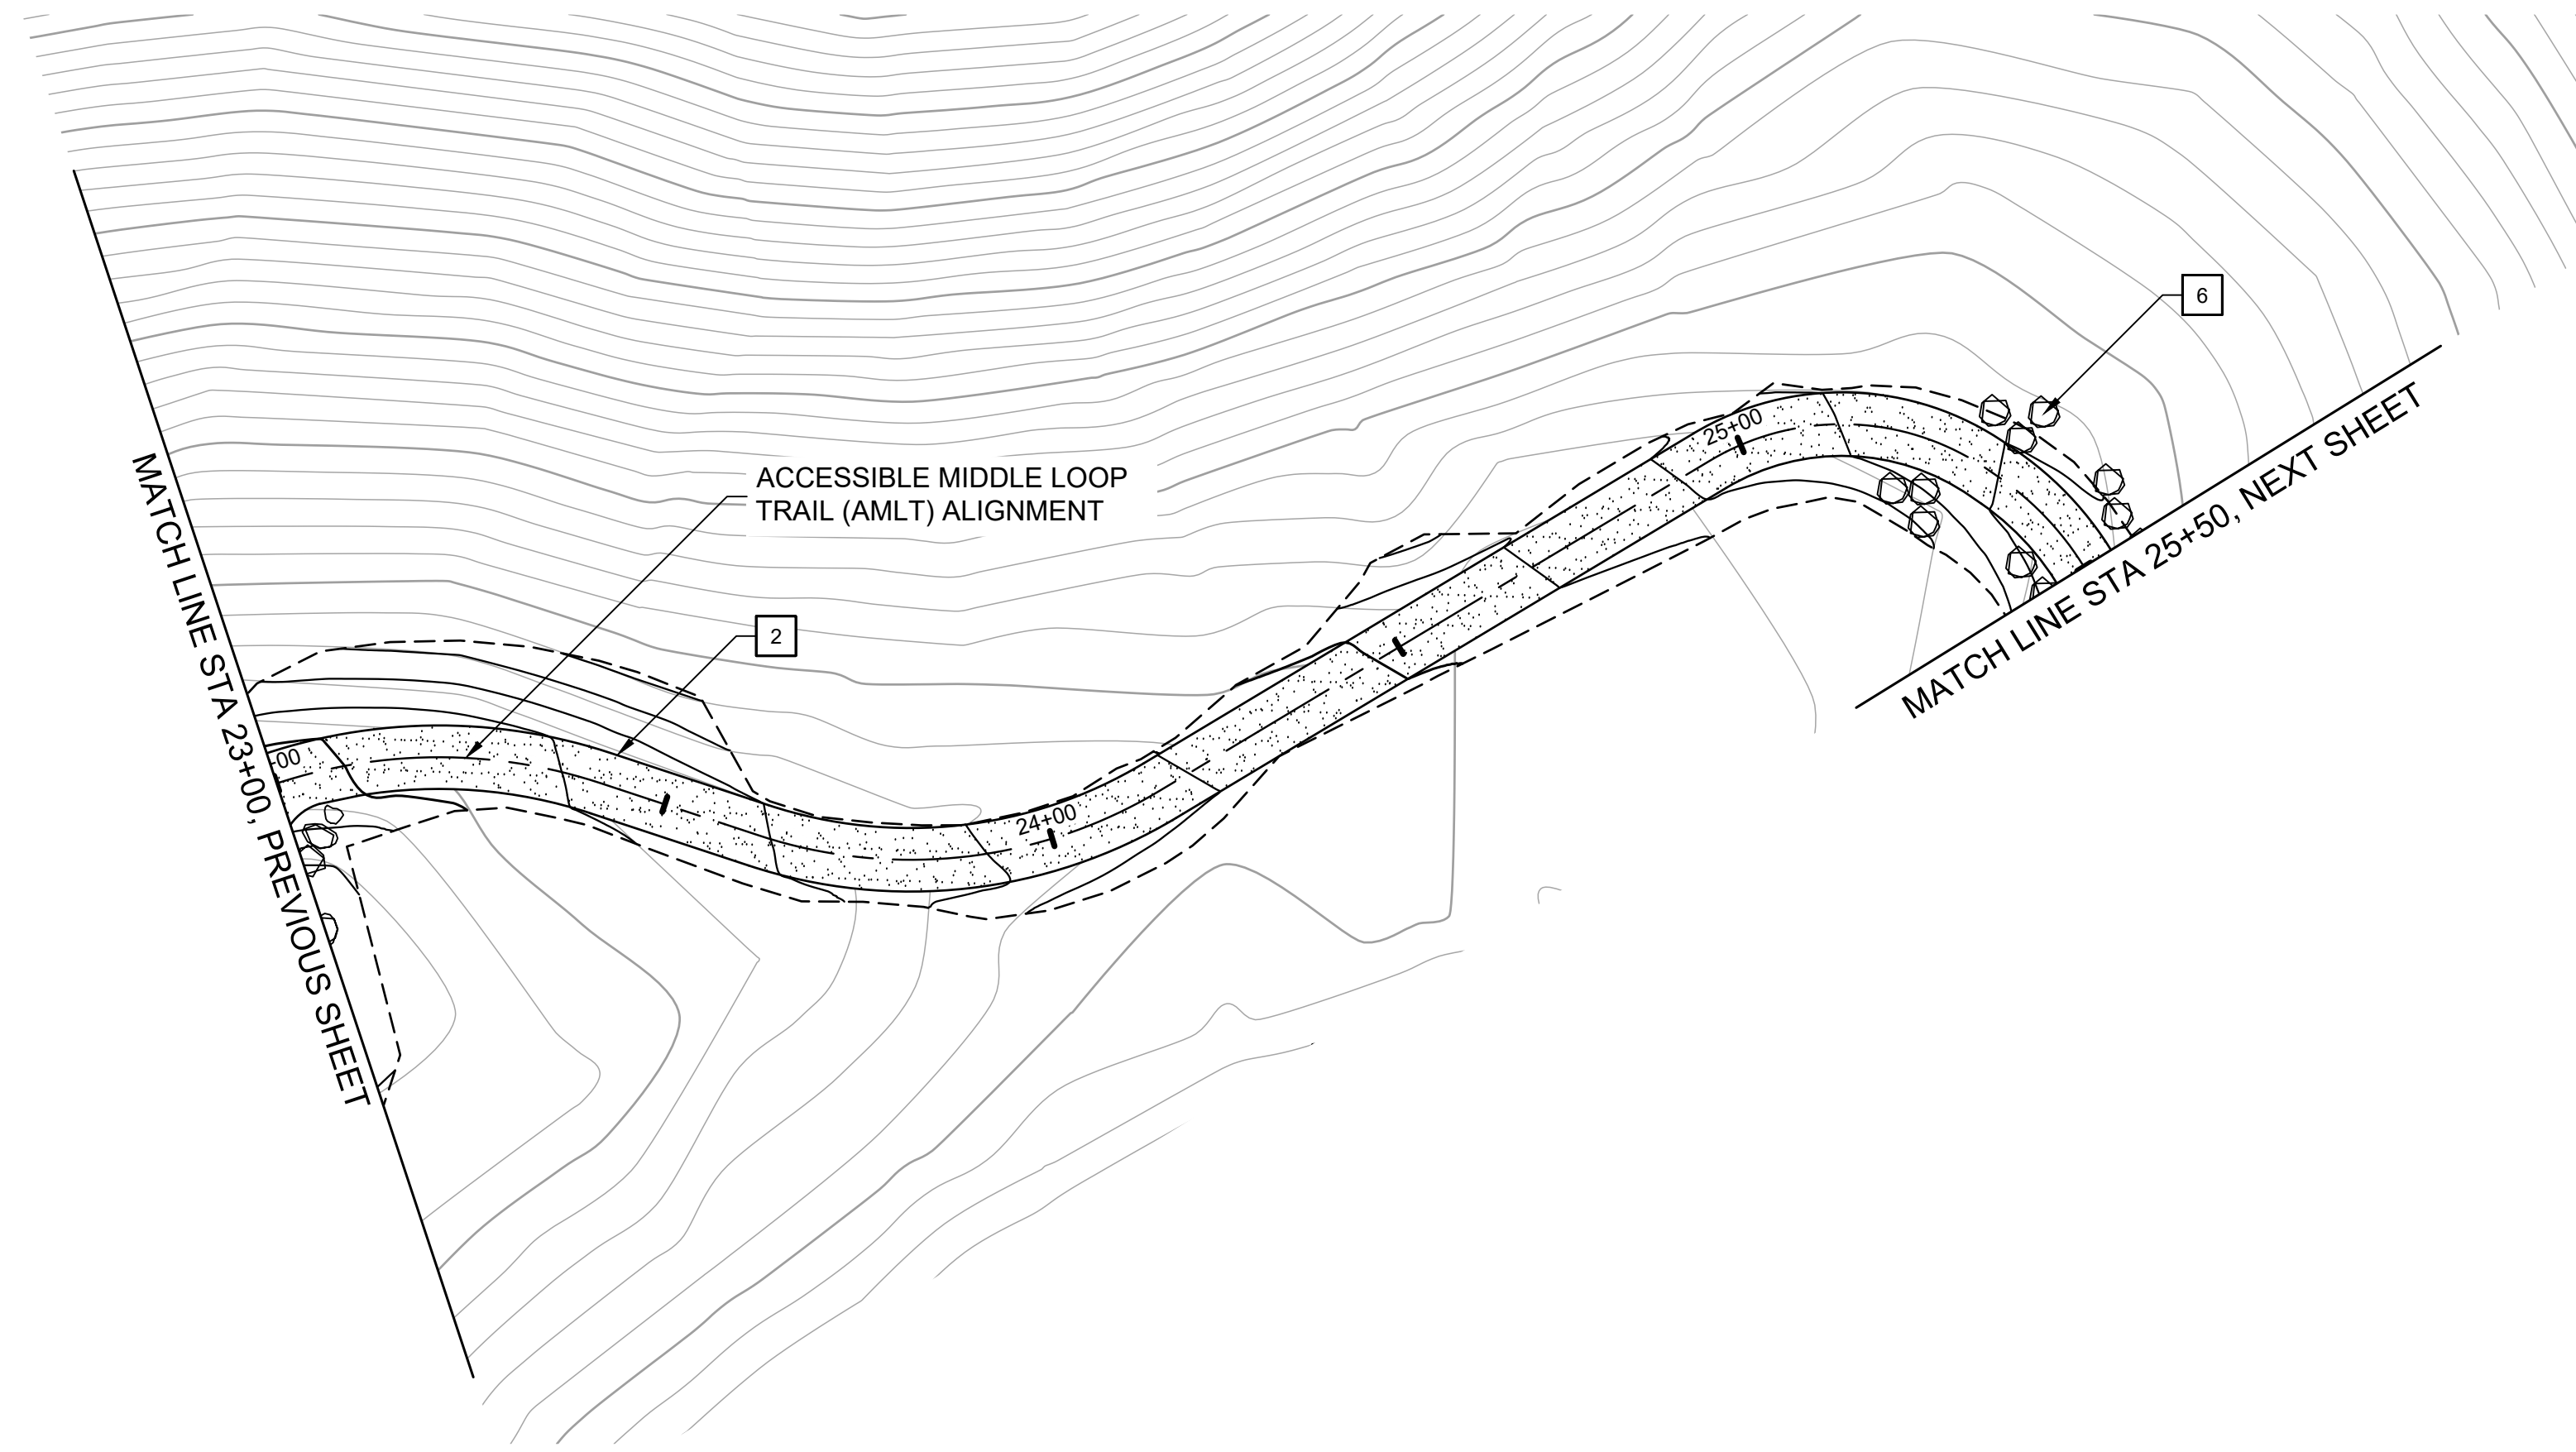 6
MATCH LINE STA 25+50, NEXT SHEET
25+00
ACCESSIBLE MIDDLE LOOP
TRAIL (AMLT) ALIGNMENT
2
MATCH LINE STA 23+00, PREVIOUS SHEET
+00
24+00